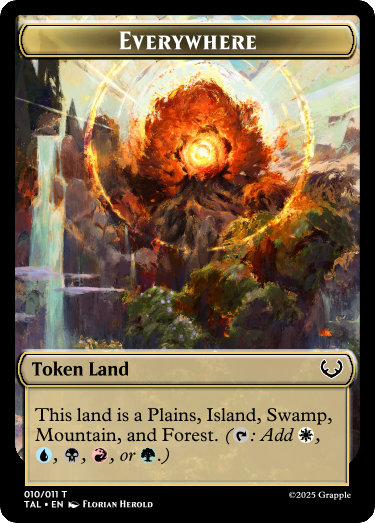 EVERYWHERE
Token Land
This land is a Plains, Island, Swamp,
Mountain, and Forest. (: Add ,
, , , or .)
010/011 T
TAL • EN FLORIAN HEROLD
©2025 Grapple